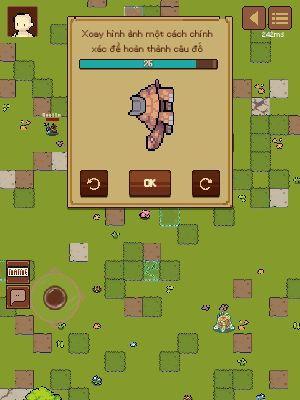 Xoay hình ảnh một cách chính
xác để hoàn thành câu đố
26
OK
242ms